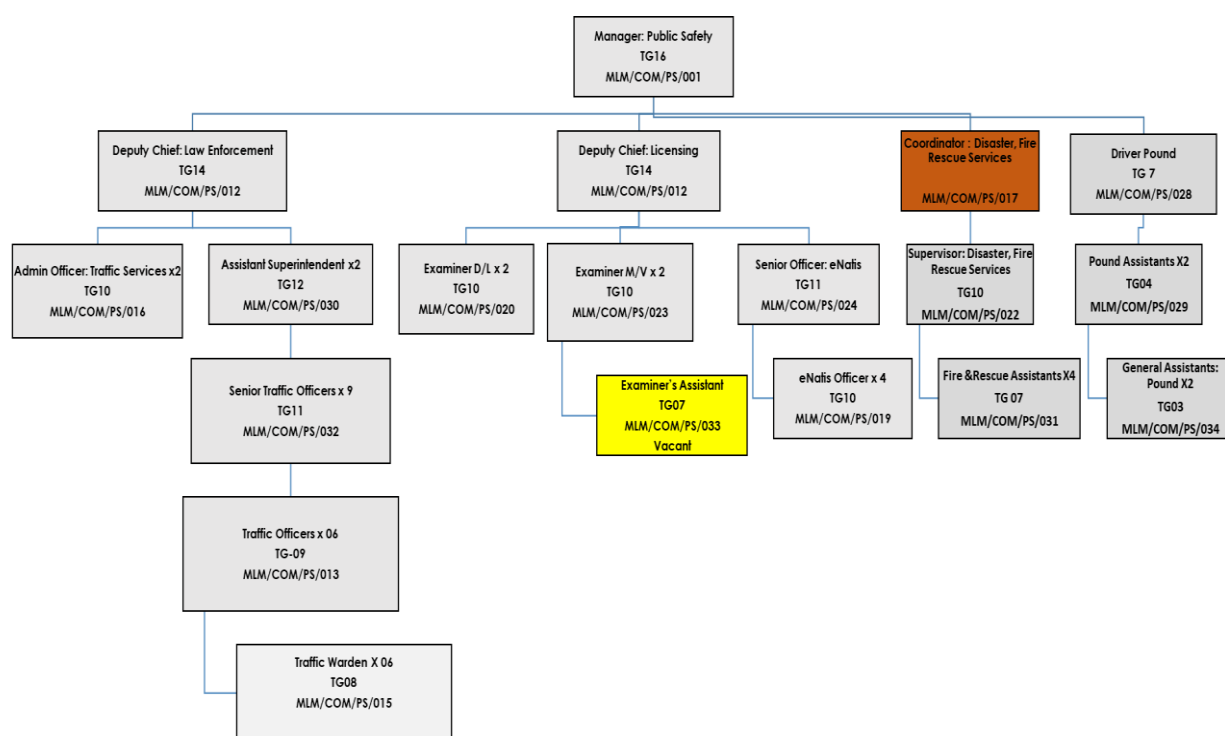 Manager: Public Safety
TG16
MLM/COM/PS/001
Deputy Chief: Law Enforcement
TG14
MLM/COM/PS/012
Deputy Chief: Licensing
TG14
MLM/COM/PS/012
Coordinator : Disaster, Fire
Rescue Services
MLM/COM/PS/017
Driver Pound
TG 7
MLM/COM/PS/028
Admin Officer: Traffic Services x2
TG10
MLM/COM/PS/016
Assistant Superintendent x2
TG12
MLM/COM/PS/030
Examiner D/L x 2
TG10
MLM/COM/PS/020
Examiner M/V x 2
TG10
MLM/COM/PS/023
Senior Officer: eNatis
TG11
MLM/COM/PS/024
Supervisor: Disaster, Fire
Rescue Services
TG10
MLM/COM/PS/022
Pound Assistants X2
TG04
MLM/COM/PS/029
Senior Traffic Officers x 9
TG11
MLM/COM/PS/032
Examiner's Assistant
TG07
MLM/COM/PS/033
Vacant
eNatis Officer x 4
TG10
MLM/COM/PS/019
Fire &Rescue Assistants X4
TG 07
MLM/COM/PS/031
General Assistants:
Pound X2
TG03
MLM/COM/PS/034
Traffic Officers x 06
TG-09
MLM/COM/PS/013
Traffic Warden X 06
TG08
MLM/COM/PS/015